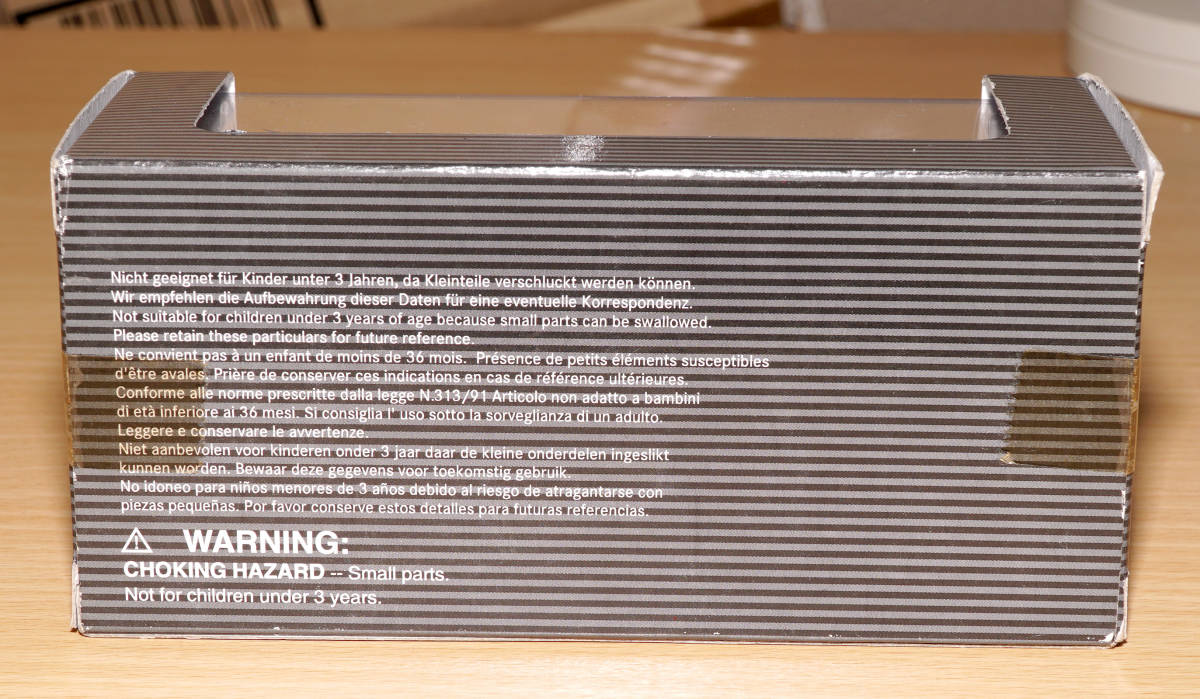 Nicht geeignet für Kinder unter 3 Jahren, da Kleinteile verschluckt werden können.
Wir empfehlen die Aufbewahrung dieser Daten für eine eventuelle Korrespondenz.
Not suitable for children under 3 years of age because small parts can be swallowed.
Please retain these particulars for future reference.
Ne convient pas à un enfant de moins de 36 mois. Présence de petits éléments susceptibles
d'être avales. Prière de conserver ces indications en cas de référence ultérieures.
Conforme alle norme prescritte dalla legge N.313/91 Articolo non adatto a bambini
di età inferiore ai 36 mesi. Si consiglia l' uso sotto la sorveglianza di un adulto.
Leggere e conservare le avvertenze.
Niet aanbevolen voor kinderen onder 3 jaar daar de kleine onderdelen ingeslikt
kunnen worden. Bewaar deze gegevens voor toekomstig gebruik.
No idoneo para niños menores de 3 años debido al riesgo de atragantarse con
piezas pequeñas. Por favor conserve estos detalles para futuras referencias.
WARNING:
CHOKING HAZARD -- Small parts.
Not for children under 3 years.